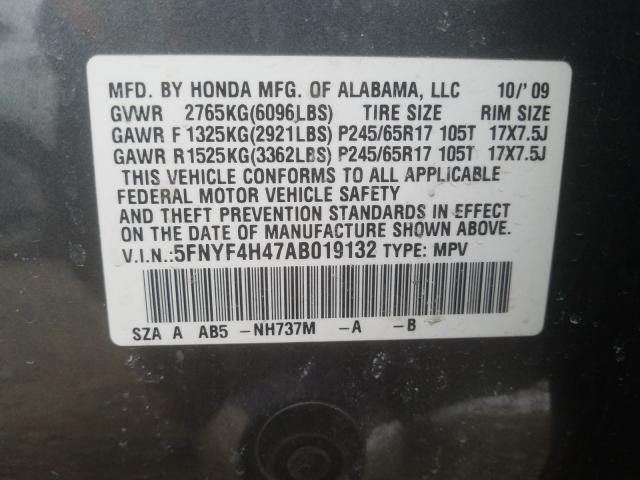 MFD. BY HONDA MFG. OF ALABAMA, LLC 10/'09
GVWR 2765KG(6096LBS) TIRE SIZE RIM SIZE
GAWR F 1325KG(2921LBS) P245/65R17 105T 17X7.5J
GAWR R 1525KG(3362LBS) P245/65R17 105T 17X7.5J
THIS VEHICLE CONFORMS TO ALL APPLICABLE
FEDERAL MOTOR VEHICLE SAFETY
AND THEFT PREVENTION STANDARDS IN EFFECT
ON THE DATE OF MANUFACTURE SHOWN ABOVE.
V.I.N.:5FNYF4H47AB019132 TYPE: MPV
SZA A AB5 -NH737M -A -B